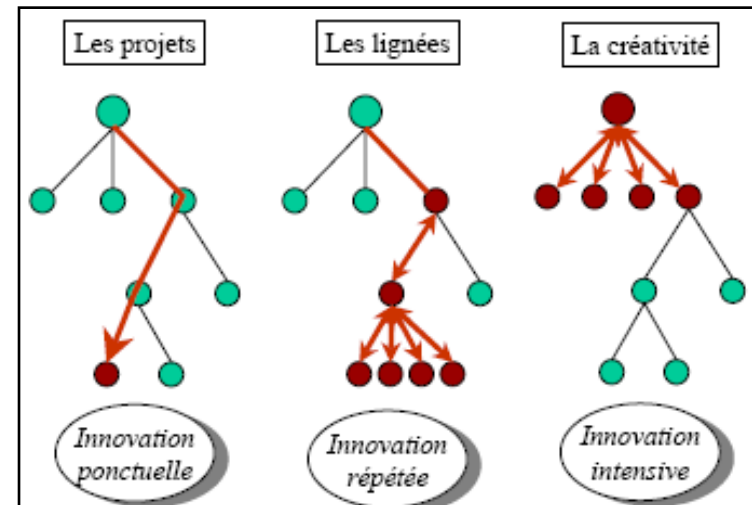 Les projets
Les lignées
La créativité
Innovation
ponctuelle
Innovation
répétée
Innovation
intensive